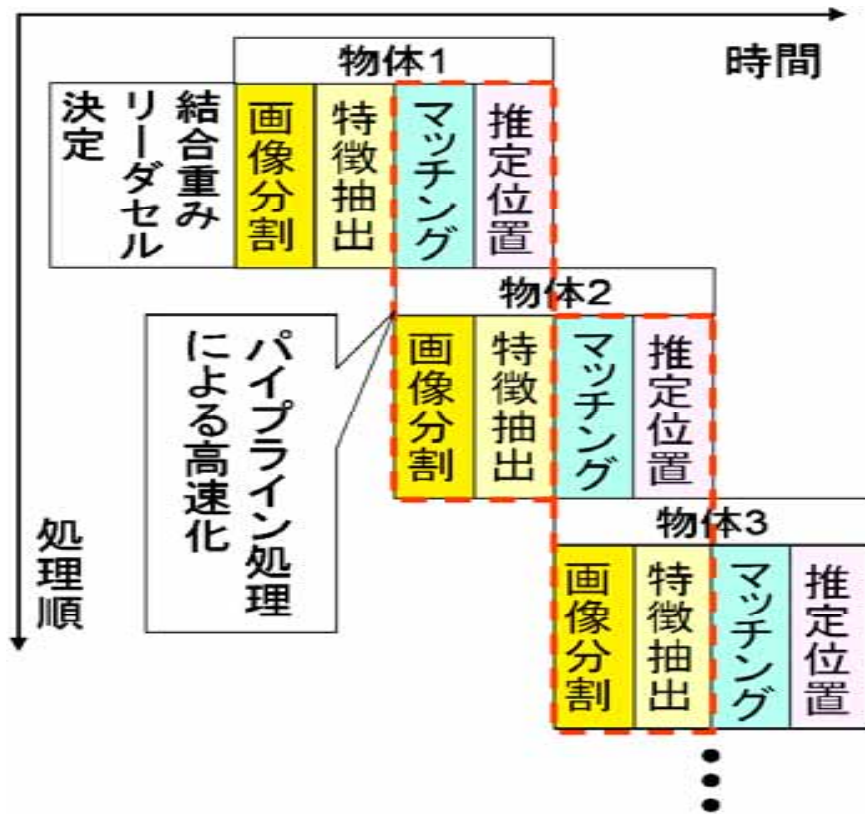 時間
物体1
結合重み
リーダセル
決定
画像分割
特徴抽出
マッチング
推定位置
物体2
パイプライン処理
による高速化
画像分割
特徴抽出
マッチング
推定位置
物体3
処理順
画像分割
特徴抽出
マッチング
推定位置